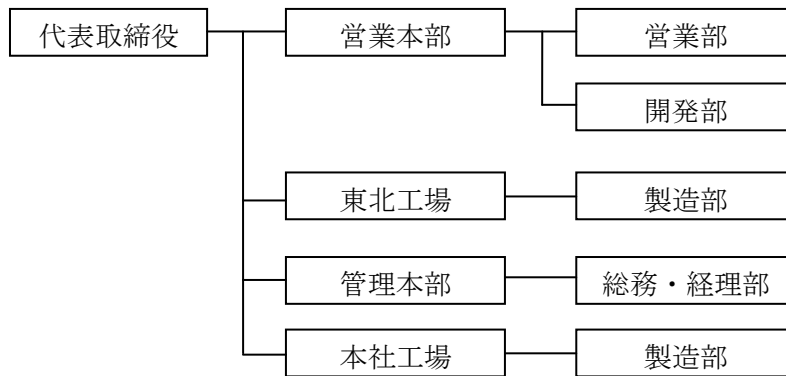 代表取締役
営業本部
営業部
開発部
東北工場
製造部
管理本部
総務・経理部
本社工場
製造部